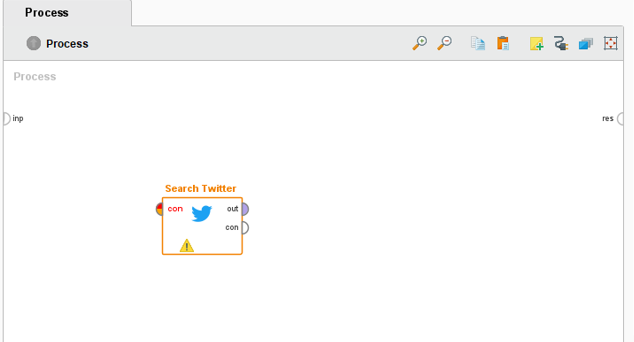 Process
Process
Process
inp
res
Search Twitter
con
out
con